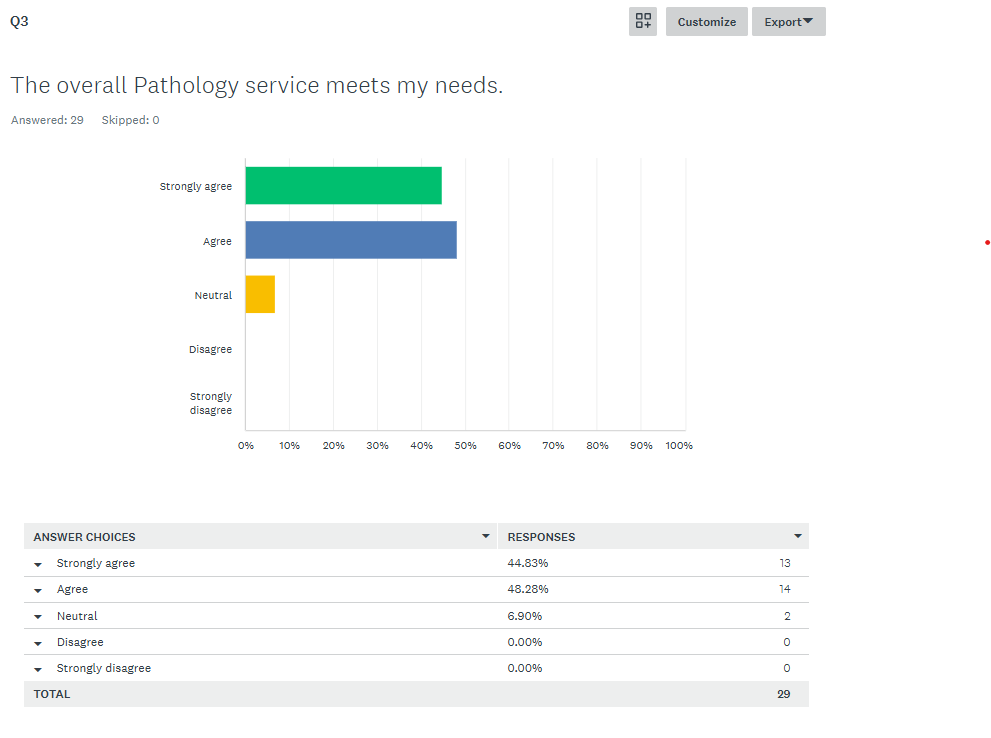 Q3
Customize
Export
The overall Pathology service meets my needs.
Answered: 29 Skipped: 0
Strongly agree
Agree
Neutral
Disagree
Strongly
disagree
0% 10% 20% 30% 40% 50% 60% 70% 80% 90% 100%
ANSWER CHOICES RESPONSES
Strongly agree 44.83% 13
Agree 48.28% 14
Neutral 6.90% 2
Disagree 0.00% 0
Strongly disagree 0.00% 0
TOTAL 29